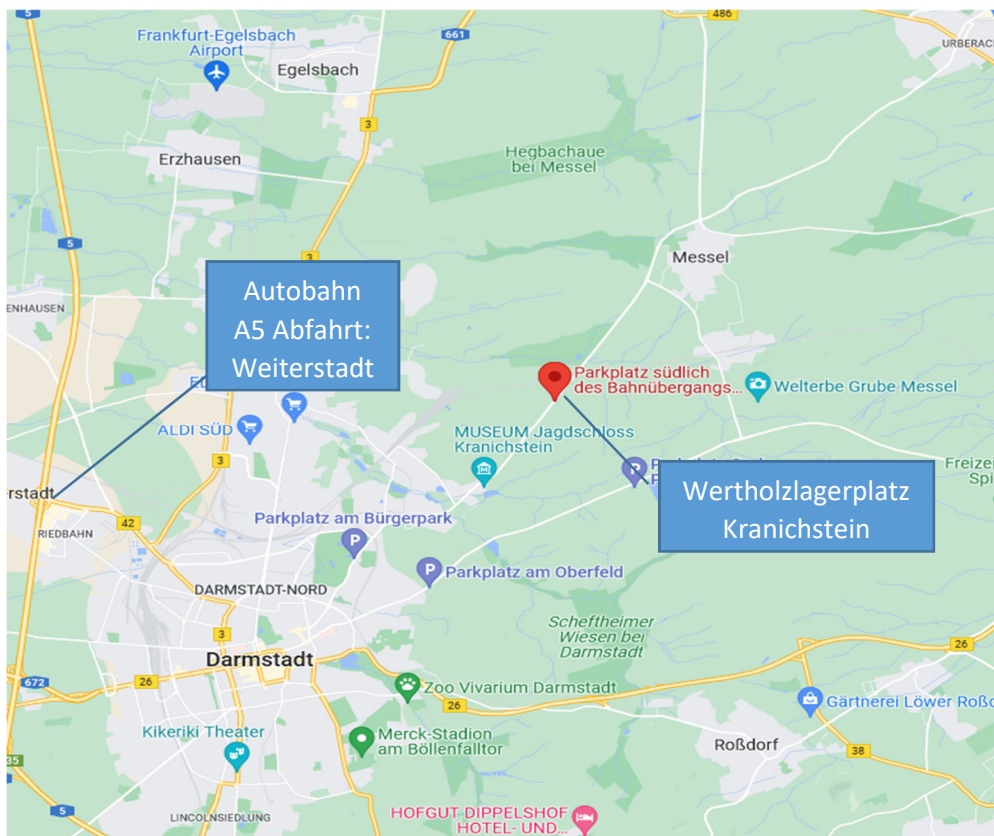 5
486
Frankfurt-Egelsbach
Airport
661
URBERAC
Egelsbach
3
Erzhausen
Hegbachaue
bei Messel
5
3
Messel
ENHAUSEN
Autobahn
A5 Abfahrt:
Weiterstadt
Parkplatz südlich
des Bahnübergangs...
Welterbe Grube Messel
ALDI SÜD
MUSEUM Jagdschloss
Kranichstein
3
P
Freize
Spi
erstadt
Wertholzlagerplatz
Kranichstein
42
Parkplatz am Bürgerpark
RIEDBAHN
P
P
Parkplatz am Oberfeld
DARMSTADT-NORD
Scheftheimer
Wiesen bei
Darmstadt
3
26
Darmstadt
672
26
Zoo Vivarium Darmstadt
26
Gärtnerei Löwer Roßd
Kikeriki Theater
Merck-Stadion
am Böllenfalltor
Roßdorf
38
35
5
LINCOLNSIEDLUNG
HOFGUT DIPPELSHOF
HOTEL- UND...